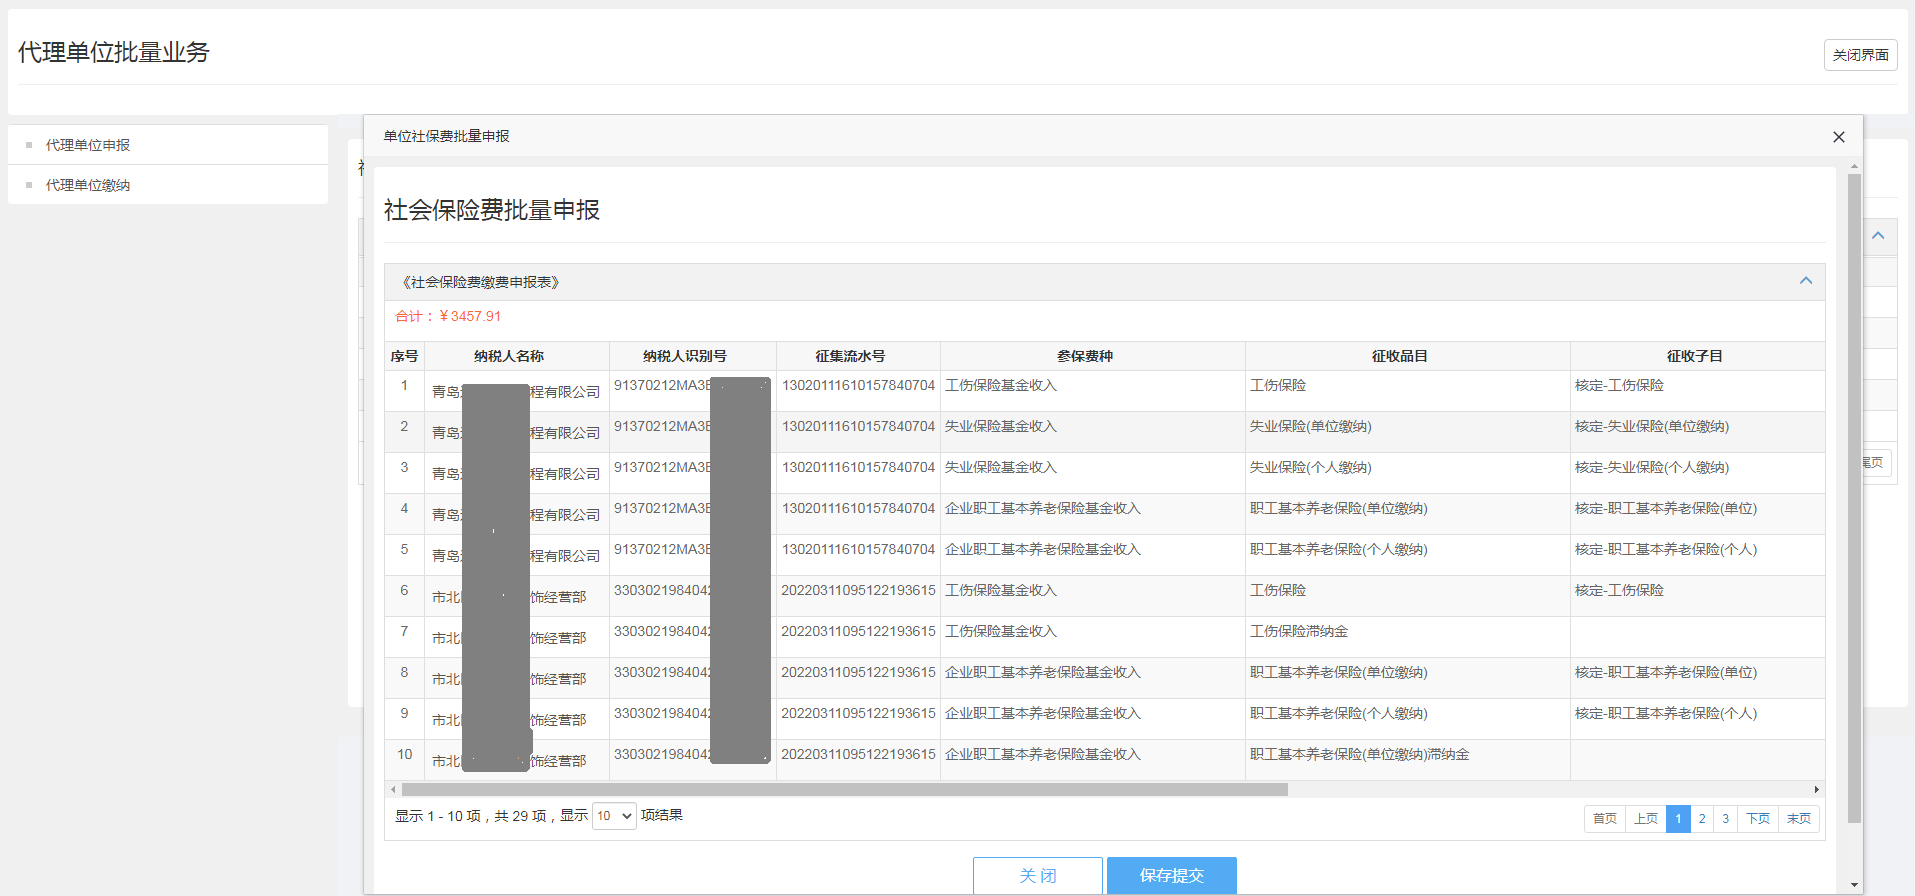 代理单位批量业务
关闭界面
代理单位申报
代理单位缴纳
单位社保费批量申报
社会保险费批量申报
《社会保险费缴费申报表》
合计：￥3457.91
序号 纳税人名称 纳税人识别号 征集流水号 参保费种 征收品目 征收子目
1 青岛 程有限公司 91370212MA3E 13020111610157840704 工伤保险基金收入 工伤保险 核定-工伤保险
2 青岛 程有限公司 91370212MA3E 13020111610157840704 失业保险基金收入 失业保险(单位缴纳) 核定-失业保险(单位缴纳)
3 青岛 程有限公司 91370212MA3E 13020111610157840704 失业保险基金收入 失业保险(个人缴纳) 核定-失业保险(个人缴纳)
4 青岛 程有限公司 91370212MA3E 13020111610157840704 企业职工基本养老保险基金收入 职工基本养老保险(单位缴纳) 核定-职工基本养老保险(单位)
5 青岛 程有限公司 91370212MA3E 13020111610157840704 企业职工基本养老保险基金收入 职工基本养老保险(个人缴纳) 核定-职工基本养老保险(个人)
6 市北 饰经营部 3303021984042 20220311095122193615 工伤保险基金收入 工伤保险 核定-工伤保险
7 市北 饰经营部 3303021984042 20220311095122193615 工伤保险基金收入 工伤保险滞纳金
8 市北 饰经营部 3303021984042 20220311095122193615 企业职工基本养老保险基金收入 职工基本养老保险(单位缴纳) 核定-职工基本养老保险(单位)
9 市北 饰经营部 3303021984042 20220311095122193615 企业职工基本养老保险基金收入 职工基本养老保险(个人缴纳) 核定-职工基本养老保险(个人)
10 市北 饰经营部 3303021984042 20220311095122193615 企业职工基本养老保险基金收入 职工基本养老保险(单位缴纳)滞纳金
显示 1 - 10 项，共 29 项，显示 10 项结果
首页 上页 1 2 3 下页 末页
尾页
关 闭 保存提交